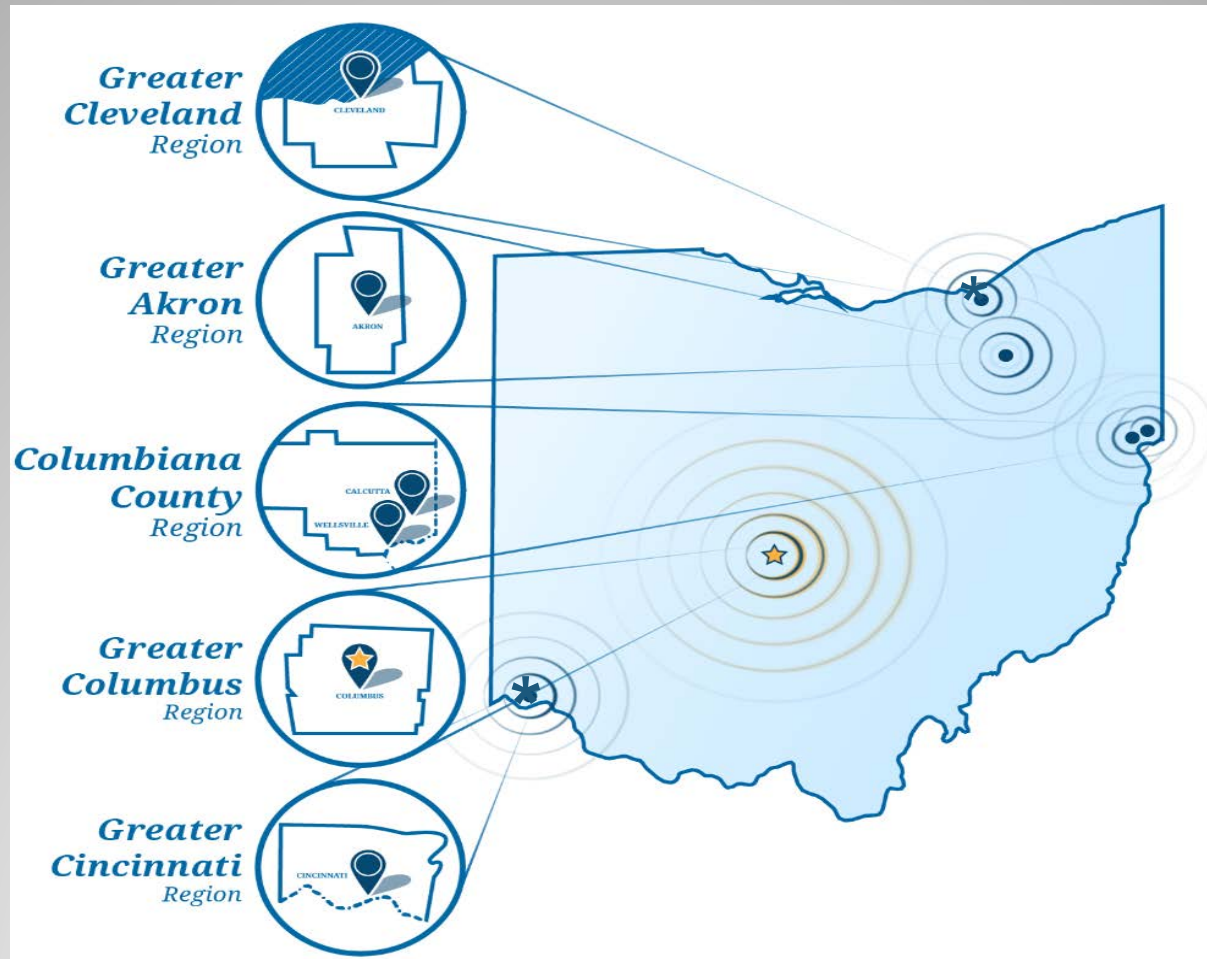 Greater
Cleveland
Region
CLEVELAND
Greater
Akron
Region
AKRON
Columbiana
County
Region
CALCUTTA
WELLSVILLE
Greater
Columbus
Region
COLUMBUS
Greater
Cincinnati
Region
CINCINNATI
*
*